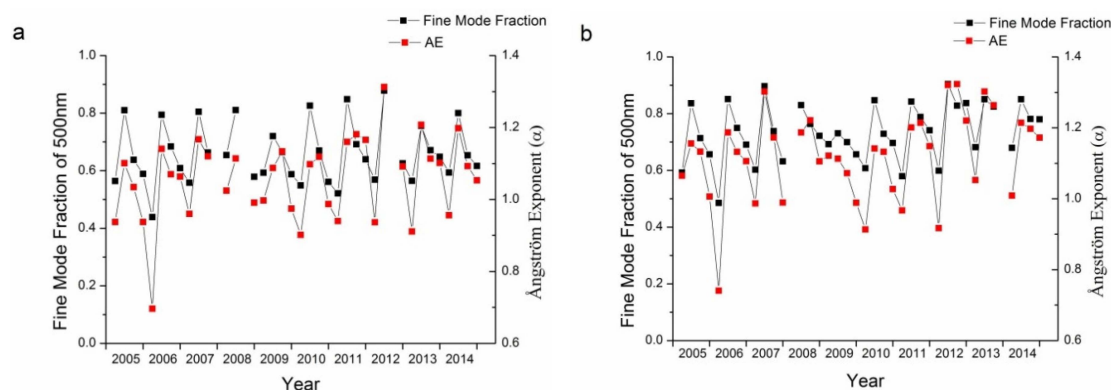 a
Fine Mode Fraction
AE
Fine Mode Fraction of 500nm
1.0
0.8
0.6
0.4
0.2
0.0
1.4
1.2
1.0
0.8
0.6
Ångström Exponent (α)
2005 2006 2007 2008 2009 2010 2011 2012 2013 2014
Year
b
Fine Mode Fraction
AE
Fine Mode Fraction of 500nm
1.0
0.8
0.6
0.4
0.2
0.0
1.4
1.2
1.0
0.8
0.6
Ångström Exponent (α)
2005 2006 2007 2008 2009 2010 2011 2012 2013 2014
Year